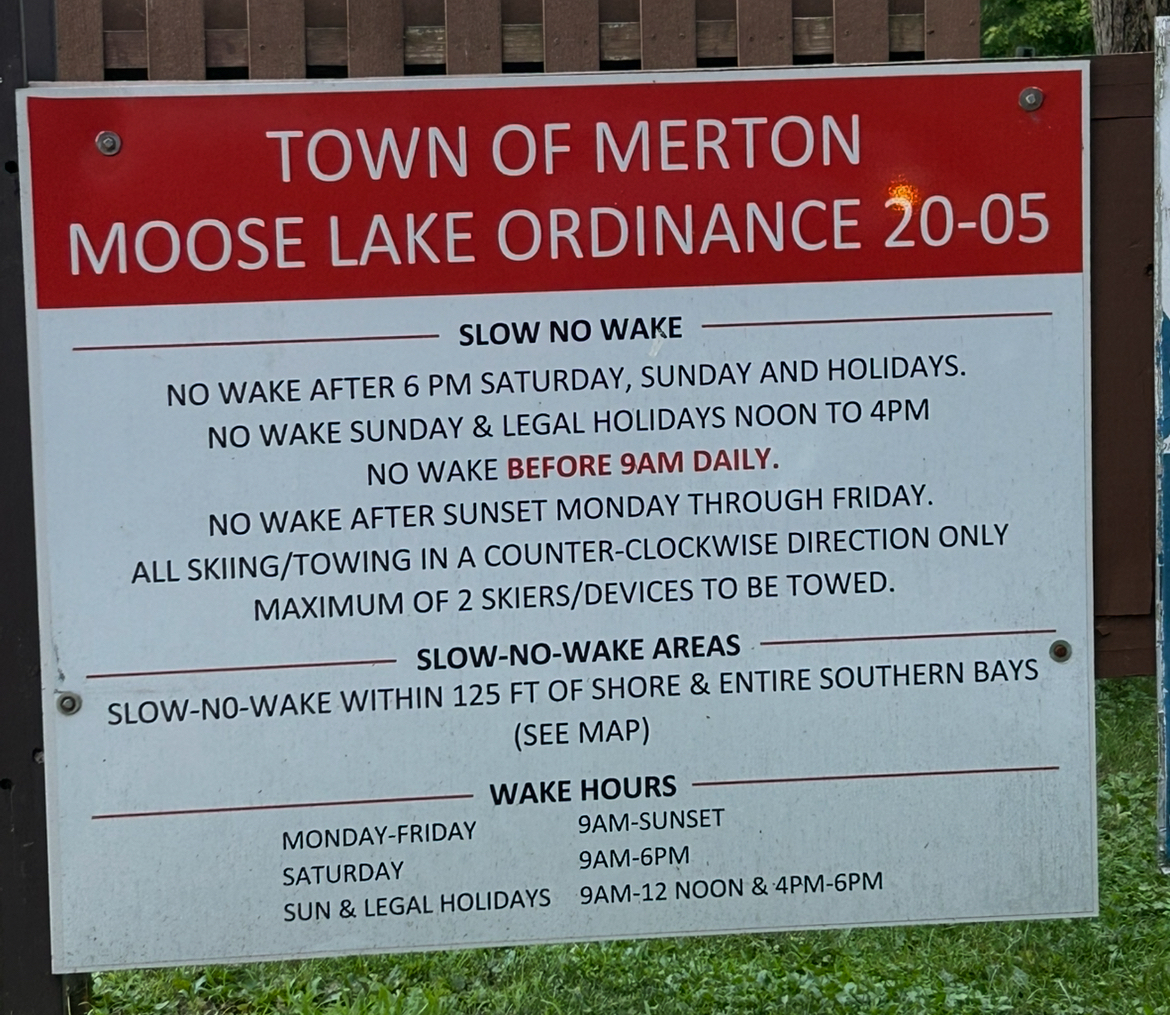 TOWN OF MERTON
MOOSE LAKE ORDINANCE 20-05
SLOW NO WAKE
NO WAKE AFTER 6 PM SATURDAY, SUNDAY AND HOLIDAYS.
NO WAKE SUNDAY & LEGAL HOLIDAYS NOON TO 4PM
NO WAKE BEFORE 9AM DAILY.
NO WAKE AFTER SUNSET MONDAY THROUGH FRIDAY.
ALL SKIING/TOWING IN A COUNTER-CLOCKWISE DIRECTION ONLY
MAXIMUM OF 2 SKIERS/DEVICES TO BE TOWED.
SLOW-NO-WAKE AREAS
SLOW-N0-WAKE WITHIN 125 FT OF SHORE & ENTIRE SOUTHERN BAYS
(SEE MAP)
WAKE HOURS
MONDAY-FRIDAY 9AM-SUNSET
SATURDAY 9AM-6PM
SUN & LEGAL HOLIDAYS 9AM-12 NOON & 4PM-6PM